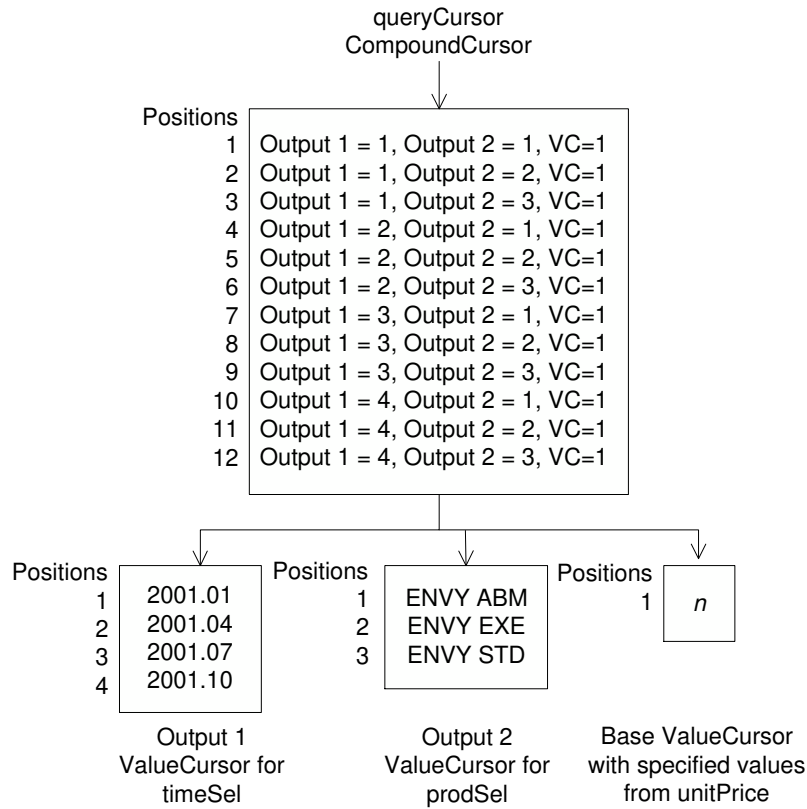 queryCursor
CompoundCursor
Positions
1 Output 1 = 1, Output 2 = 1, VC=1
2 Output 1 = 1, Output 2 = 2, VC=1
3 Output 1 = 1, Output 2 = 3, VC=1
4 Output 1 = 2, Output 2 = 1, VC=1
5 Output 1 = 2, Output 2 = 2, VC=1
6 Output 1 = 2, Output 2 = 3, VC=1
7 Output 1 = 3, Output 2 = 1, VC=1
8 Output 1 = 3, Output 2 = 2, VC=1
9 Output 1 = 3, Output 2 = 3, VC=1
10 Output 1 = 4, Output 2 = 1, VC=1
11 Output 1 = 4, Output 2 = 2, VC=1
12 Output 1 = 4, Output 2 = 3, VC=1
Positions
1 2001.01
2 2001.04
3 2001.07
4 2001.10
Output 1
ValueCursor for
timeSel
Positions
1 ENVY ABM
2 ENVY EXE
3 ENVY STD
Output 2
ValueCursor for
prodSel
Positions
1 n
Base ValueCursor
with specified values
from unitPrice